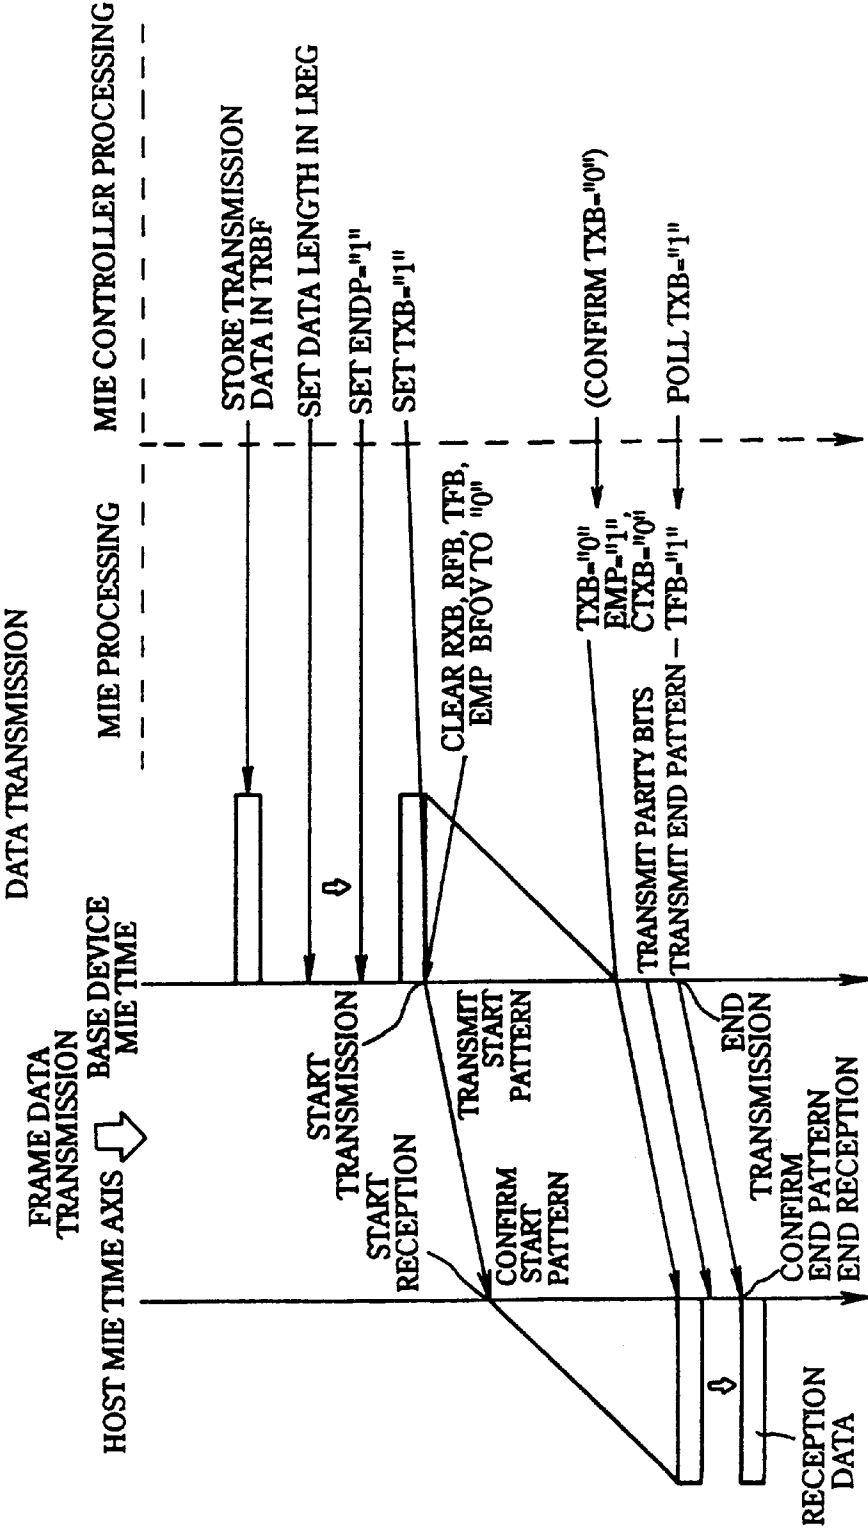 DATA TRANSMISSION
FRAME DATA
TRANSMISSION
HOST MIE TIME AXIS
BASE DEVICE
MIE TIME
MIE PROCESSING
MIE CONTROLLER PROCESSING
STORE TRANSMISSION
DATA IN TRBF
SET DATA LENGTH IN LREG
SET ENDP="1"
SET TXB="1"
START
TRANSMISSION
START
RECEPTION
CLEAR RXB, RFB, TFB,
EMP BFOV TO "0"
TRANSMIT
START
PATTERN
CONFIRM
START
PATTERN
TXB="0"
EMP="1",
CTXB="0"
(CONFIRM TXB="0")
TRANSMIT PARITY BITS
TRANSMIT END PATTERN
TFB="1"
POLL TXB="1"
END
TRANSMISSION
CONFIRM
END PATTERN
END RECEPTION
RECEPTION
DATA